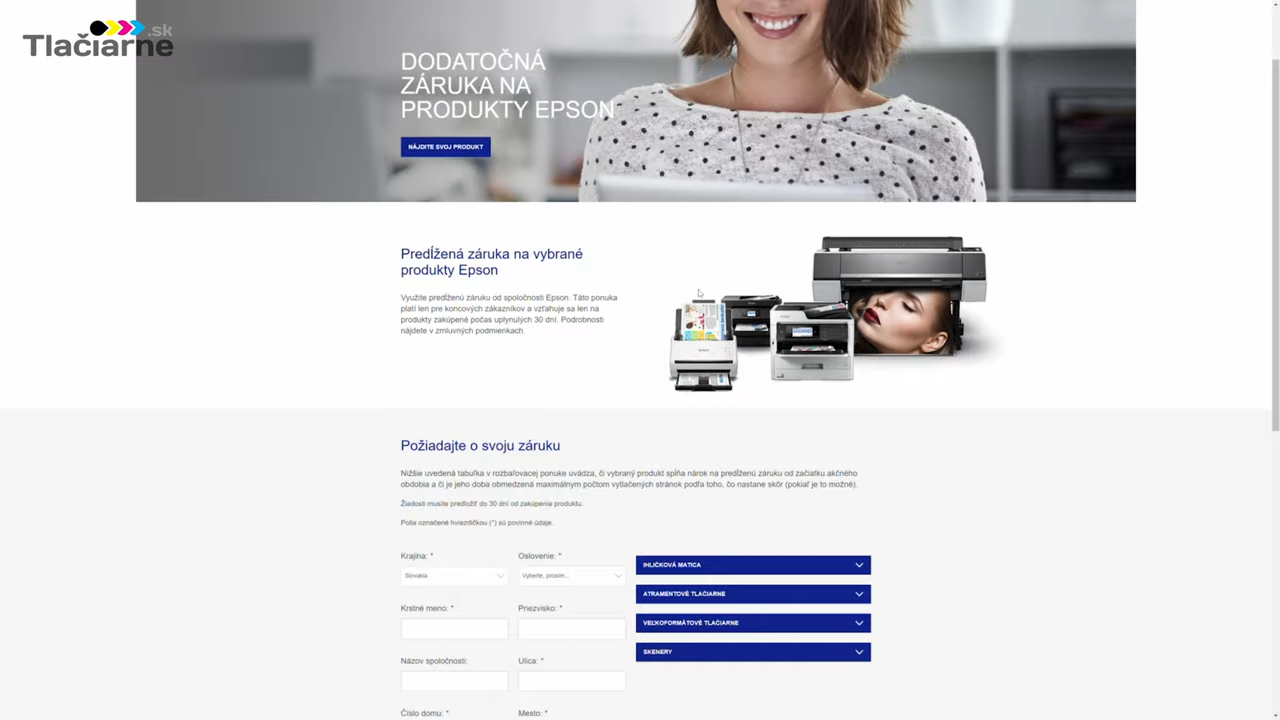 Tlačiarne.sk
DODATOČNÁ
ZÁRUKA NA
PRODUKTY EPSON
NÁJDITE SVOJ PRODUKT
Predĺžená záruka na vybrané
produkty Epson
Využite predĺženú záruku od spoločnosti Epson. Táto ponuka
platí len pre koncových zákazníkov a vzťahuje sa len na
produkty zakúpené počas uplynulých 30 dní. Podrobnosti
nájdete v zmluvných podmienkach.
Požiadajte o svoju záruku
Nižšie uvedená tabuľka v rozbaľovacej ponuke uvádza, či vybraný produkt spĺňa nárok na predĺženú záruku od začiatku akčného
obdobia a či je jeho doba obmedzená maximálnym počtom vytlačených stránok podľa toho, čo nastane skôr (pokiaľ je to možné).
Žiadosti musíte predložiť do 30 dní od zakúpenia produktu.
Polia označené hviezdičkou (*) sú povinné údaje.
Krajina: * Oslovenie: *
Slovakia Vyberte, prosím...
Krstné meno: * Priezvisko: *
Názov spoločnosti: Ulica: *
Číslo domu: * Mesto: *
IHLIČKOVÁ MATICA
ATRAMENTOVÉ TLAČIARNE
VEĽKOFORMÁTOVÉ TLAČIARNE
SKENERY